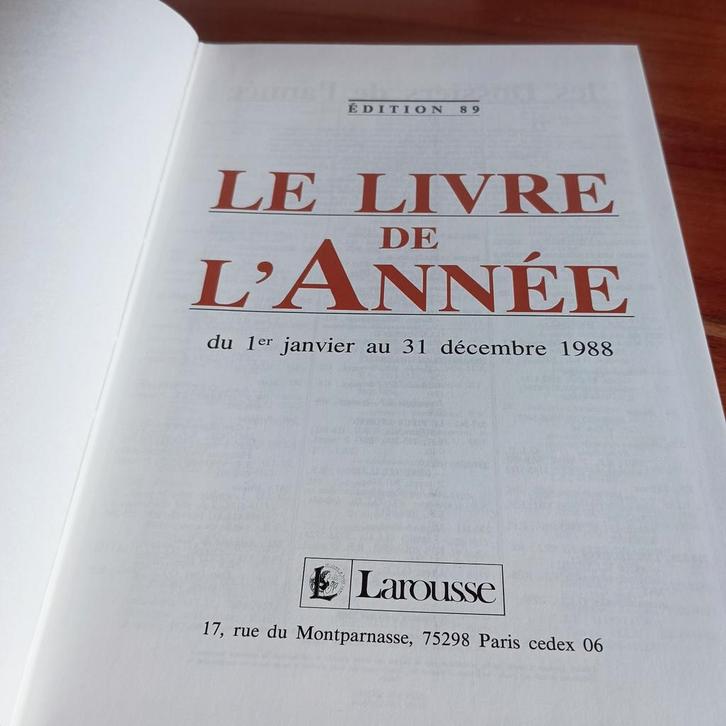 ÉDITION 89
LE LIVRE
DE
L'ANNÉE
du 1er janvier au 31 décembre 1988
Larousse
17, rue du Montparnasse, 75298 Paris cedex 06